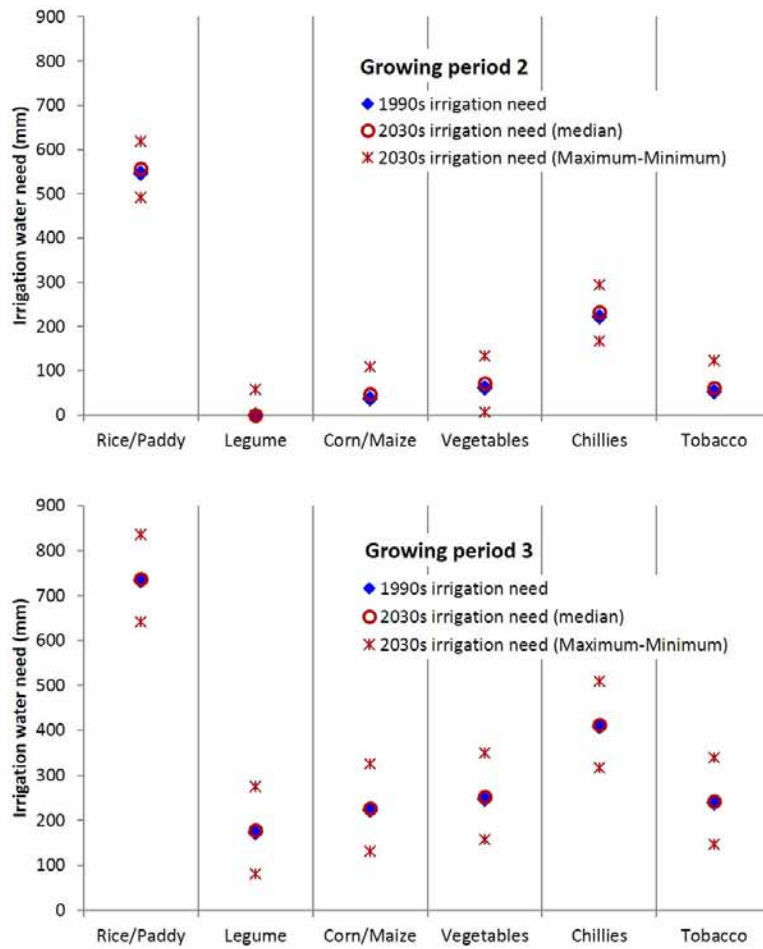 900
800
700
600
500
400
300
200
100
0
Irrigation water need (mm)
Growing period 2
1990s irrigation need
2030s irrigation need (median)
2030s irrigation need (Maximum-Minimum)
Rice/Paddy Legume Corn/Maize Vegetables Chillies Tobacco
900
800
700
600
500
400
300
200
100
0
Irrigation water need (mm)
Growing period 3
1990s irrigation need
2030s irrigation need (median)
2030s irrigation need (Maximum-Minimum)
Rice/Paddy Legume Corn/Maize Vegetables Chillies Tobacco